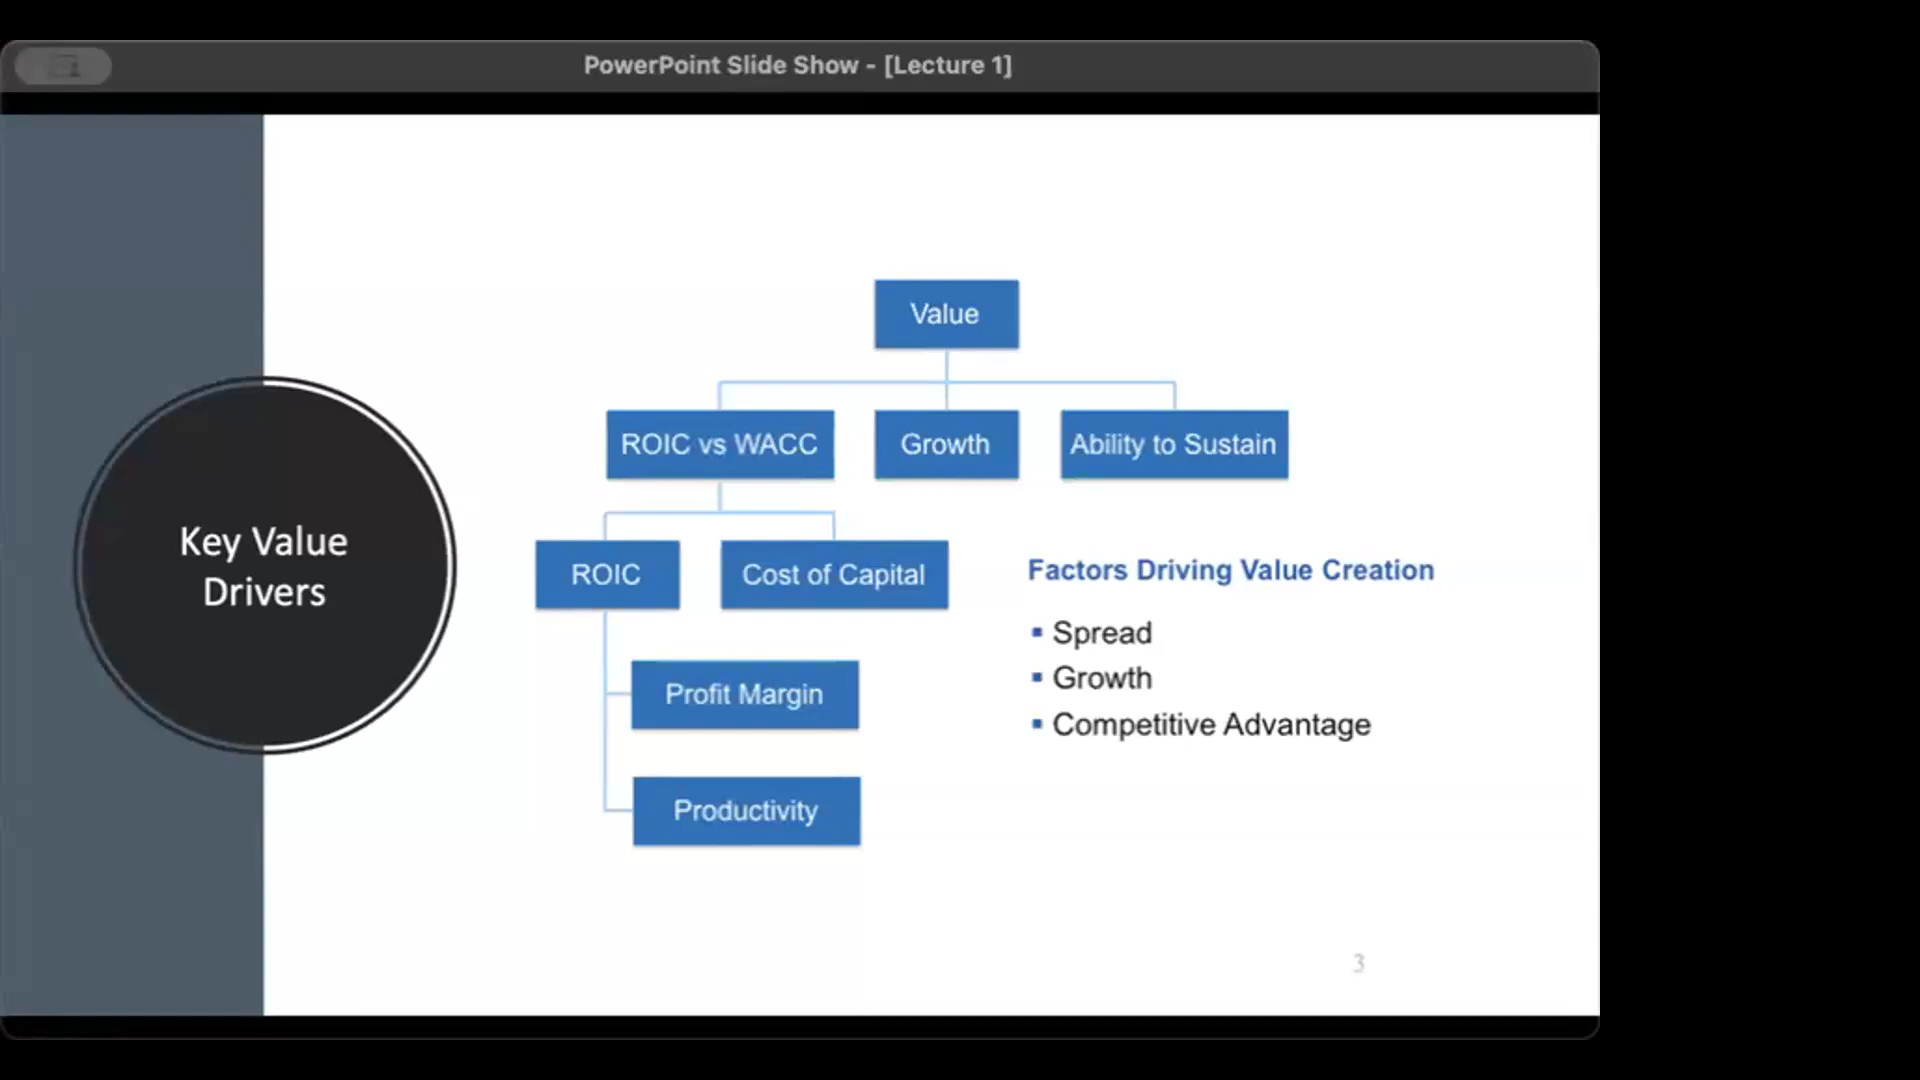 PowerPoint Slide Show - [Lecture 1]
Key Value
Drivers
Value
ROIC vs WACC
Growth
Ability to Sustain
ROIC
Cost of Capital
Profit Margin
Productivity
Factors Driving Value Creation
▪ Spread
▪ Growth
▪ Competitive Advantage
3